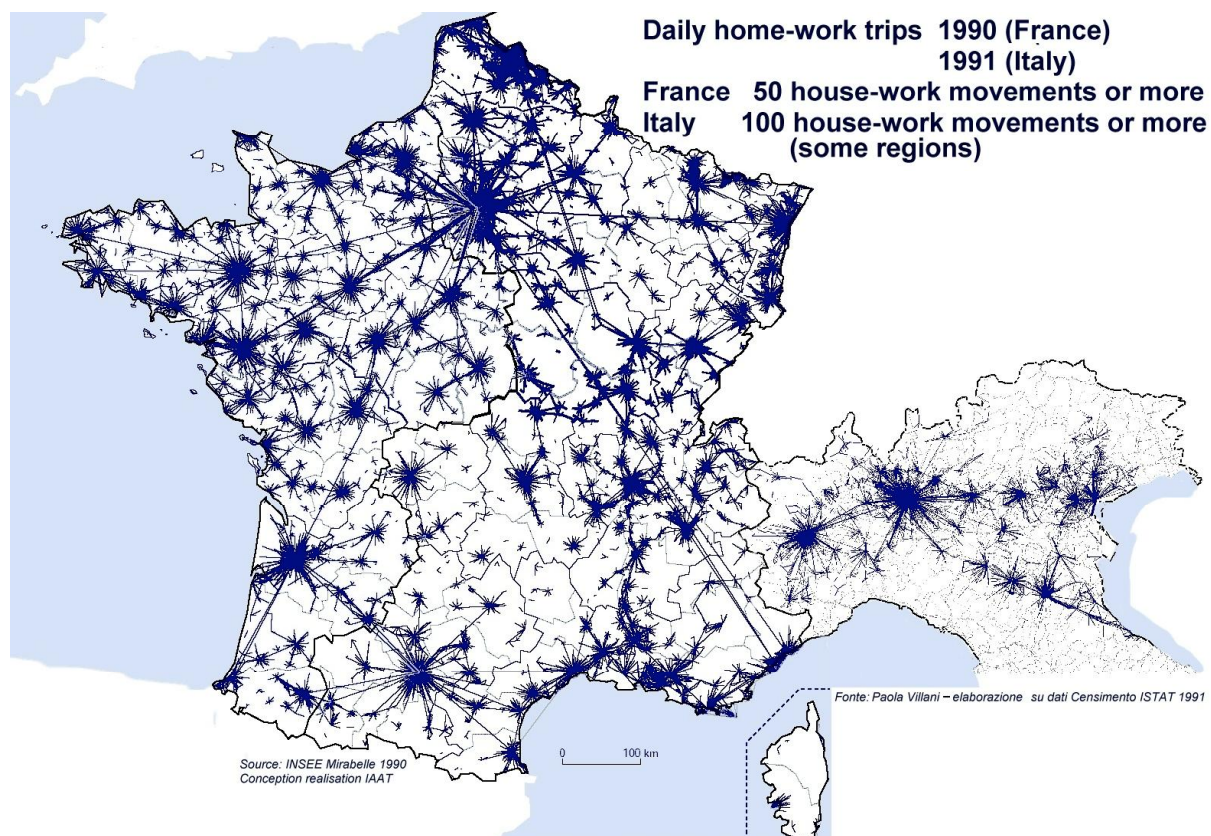 Daily home-work trips 1990 (France)
1991 (Italy)
France 50 house-work movements or more
Italy 100 house-work movements or more
(some regions)
Fonte: Paola Villani – elaborazione su dati Censimento ISTAT 1991
0 100 km
Source: INSEE Mirabelle 1990
Conception realisation IAAT